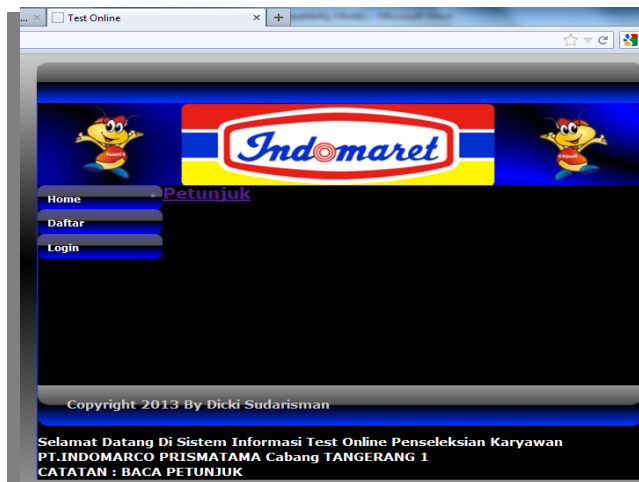 Test Online
Indomaret
Home
Petunjuk
Daftar
Login
Copyright 2013 By Dicki Sudarisman
Selamat Datang Di Sistem Informasi Test Online Penseleksian Karyawan
PT.INDOMARCO PRISMATAMA Cabang TANGERANG 1
CATATAN : BACA PETUNJUK